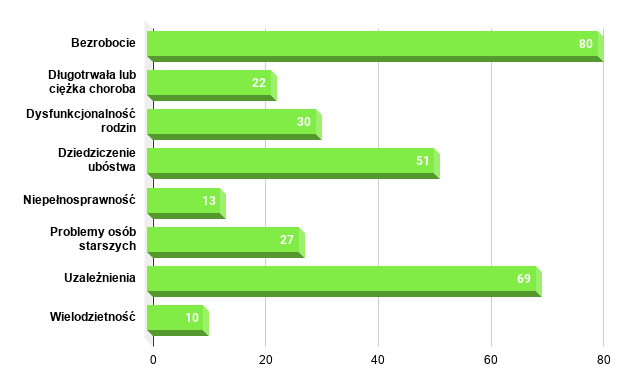 Bezrobocie
80
Długotrwała lub
ciężka choroba
22
Dysfunkcjonalność
rodzin
30
Dziedziczenie
ubóstwa
51
Niepełnosprawność
13
Problemy osób
starszych
27
Uzależnienia
69
Wielodzietność
10
0 20 40 60 80